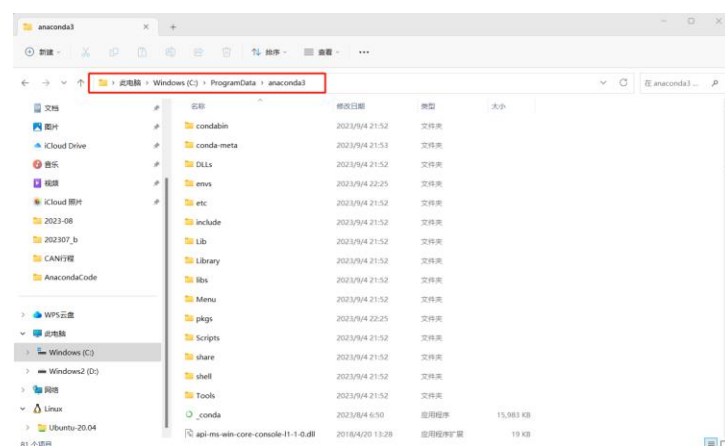 anaconda3
新建
排序
查看
此电脑 > Windows (C:) > ProgramData > anaconda3
在 anaconda3 ...
文档
图片
iCloud Drive
音乐
视频
iCloud 照片
2023-08
202307_b
CAN行程
AnacondaCode
WPS云盘
此电脑
Windows (C:)
Windows2 (D:)
网络
Linux
Ubuntu-20.04
81 个项目
名称 修改日期 类型 大小
condabin 2023/9/4 21:52 文件夹
conda-meta 2023/9/4 21:53 文件夹
DLLs 2023/9/4 21:52 文件夹
envs 2023/9/4 22:25 文件夹
etc 2023/9/4 21:52 文件夹
include 2023/9/4 21:52 文件夹
Lib 2023/9/4 21:52 文件夹
Library 2023/9/4 21:52 文件夹
libs 2023/9/4 21:52 文件夹
Menu 2023/9/4 21:52 文件夹
pkgs 2023/9/4 22:25 文件夹
Scripts 2023/9/4 21:52 文件夹
share 2023/9/4 21:52 文件夹
shell 2023/9/4 21:52 文件夹
Tools 2023/9/4 21:52 文件夹
_conda 2023/8/4 6:50 应用程序 15,983 KB
api-ms-win-core-console-l1-1-0.dll 2018/4/20 13:28 应用程序扩展 19 KB